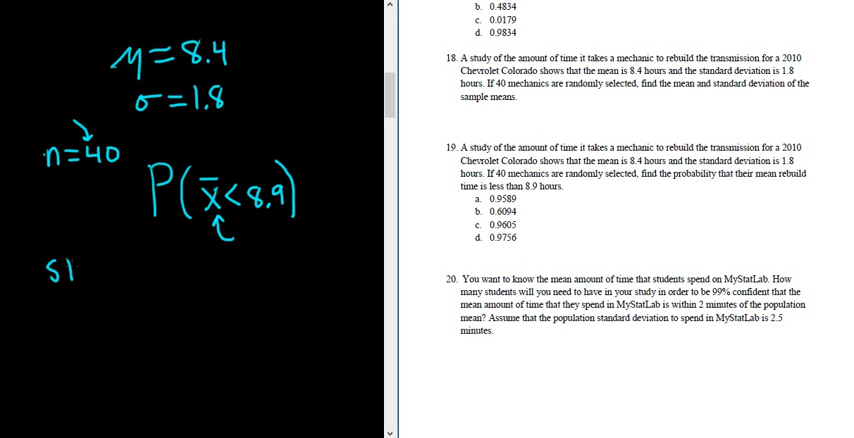 μ = 8.4
σ = 1.8
n = 40
P( x̄ < 8.9)
b. 0.4834
c. 0.0179
d. 0.9834
18. A study of the amount of time it takes a mechanic to rebuild the transmission for a 2010
Chevrolet Colorado shows that the mean is 8.4 hours and the standard deviation is 1.8
hours. If 40 mechanics are randomly selected, find the mean and standard deviation of the
sample means.
19. A study of the amount of time it takes a mechanic to rebuild the transmission for a 2010
Chevrolet Colorado shows that the mean is 8.4 hours and the standard deviation is 1.8
hours. If 40 mechanics are randomly selected, find the probability that their mean rebuild
time is less than 8.9 hours.
a. 0.9589
b. 0.6094
c. 0.9605
d. 0.9756
20. You want to know the mean amount of time that students spend on MyStatLab. How
many students will you need to have in your study in order to be 99% confident that the
mean amount of time that they spend in MyStatLab is within 2 minutes of the population
mean? Assume that the population standard deviation to spend in MyStatLab is 2.5
minutes.